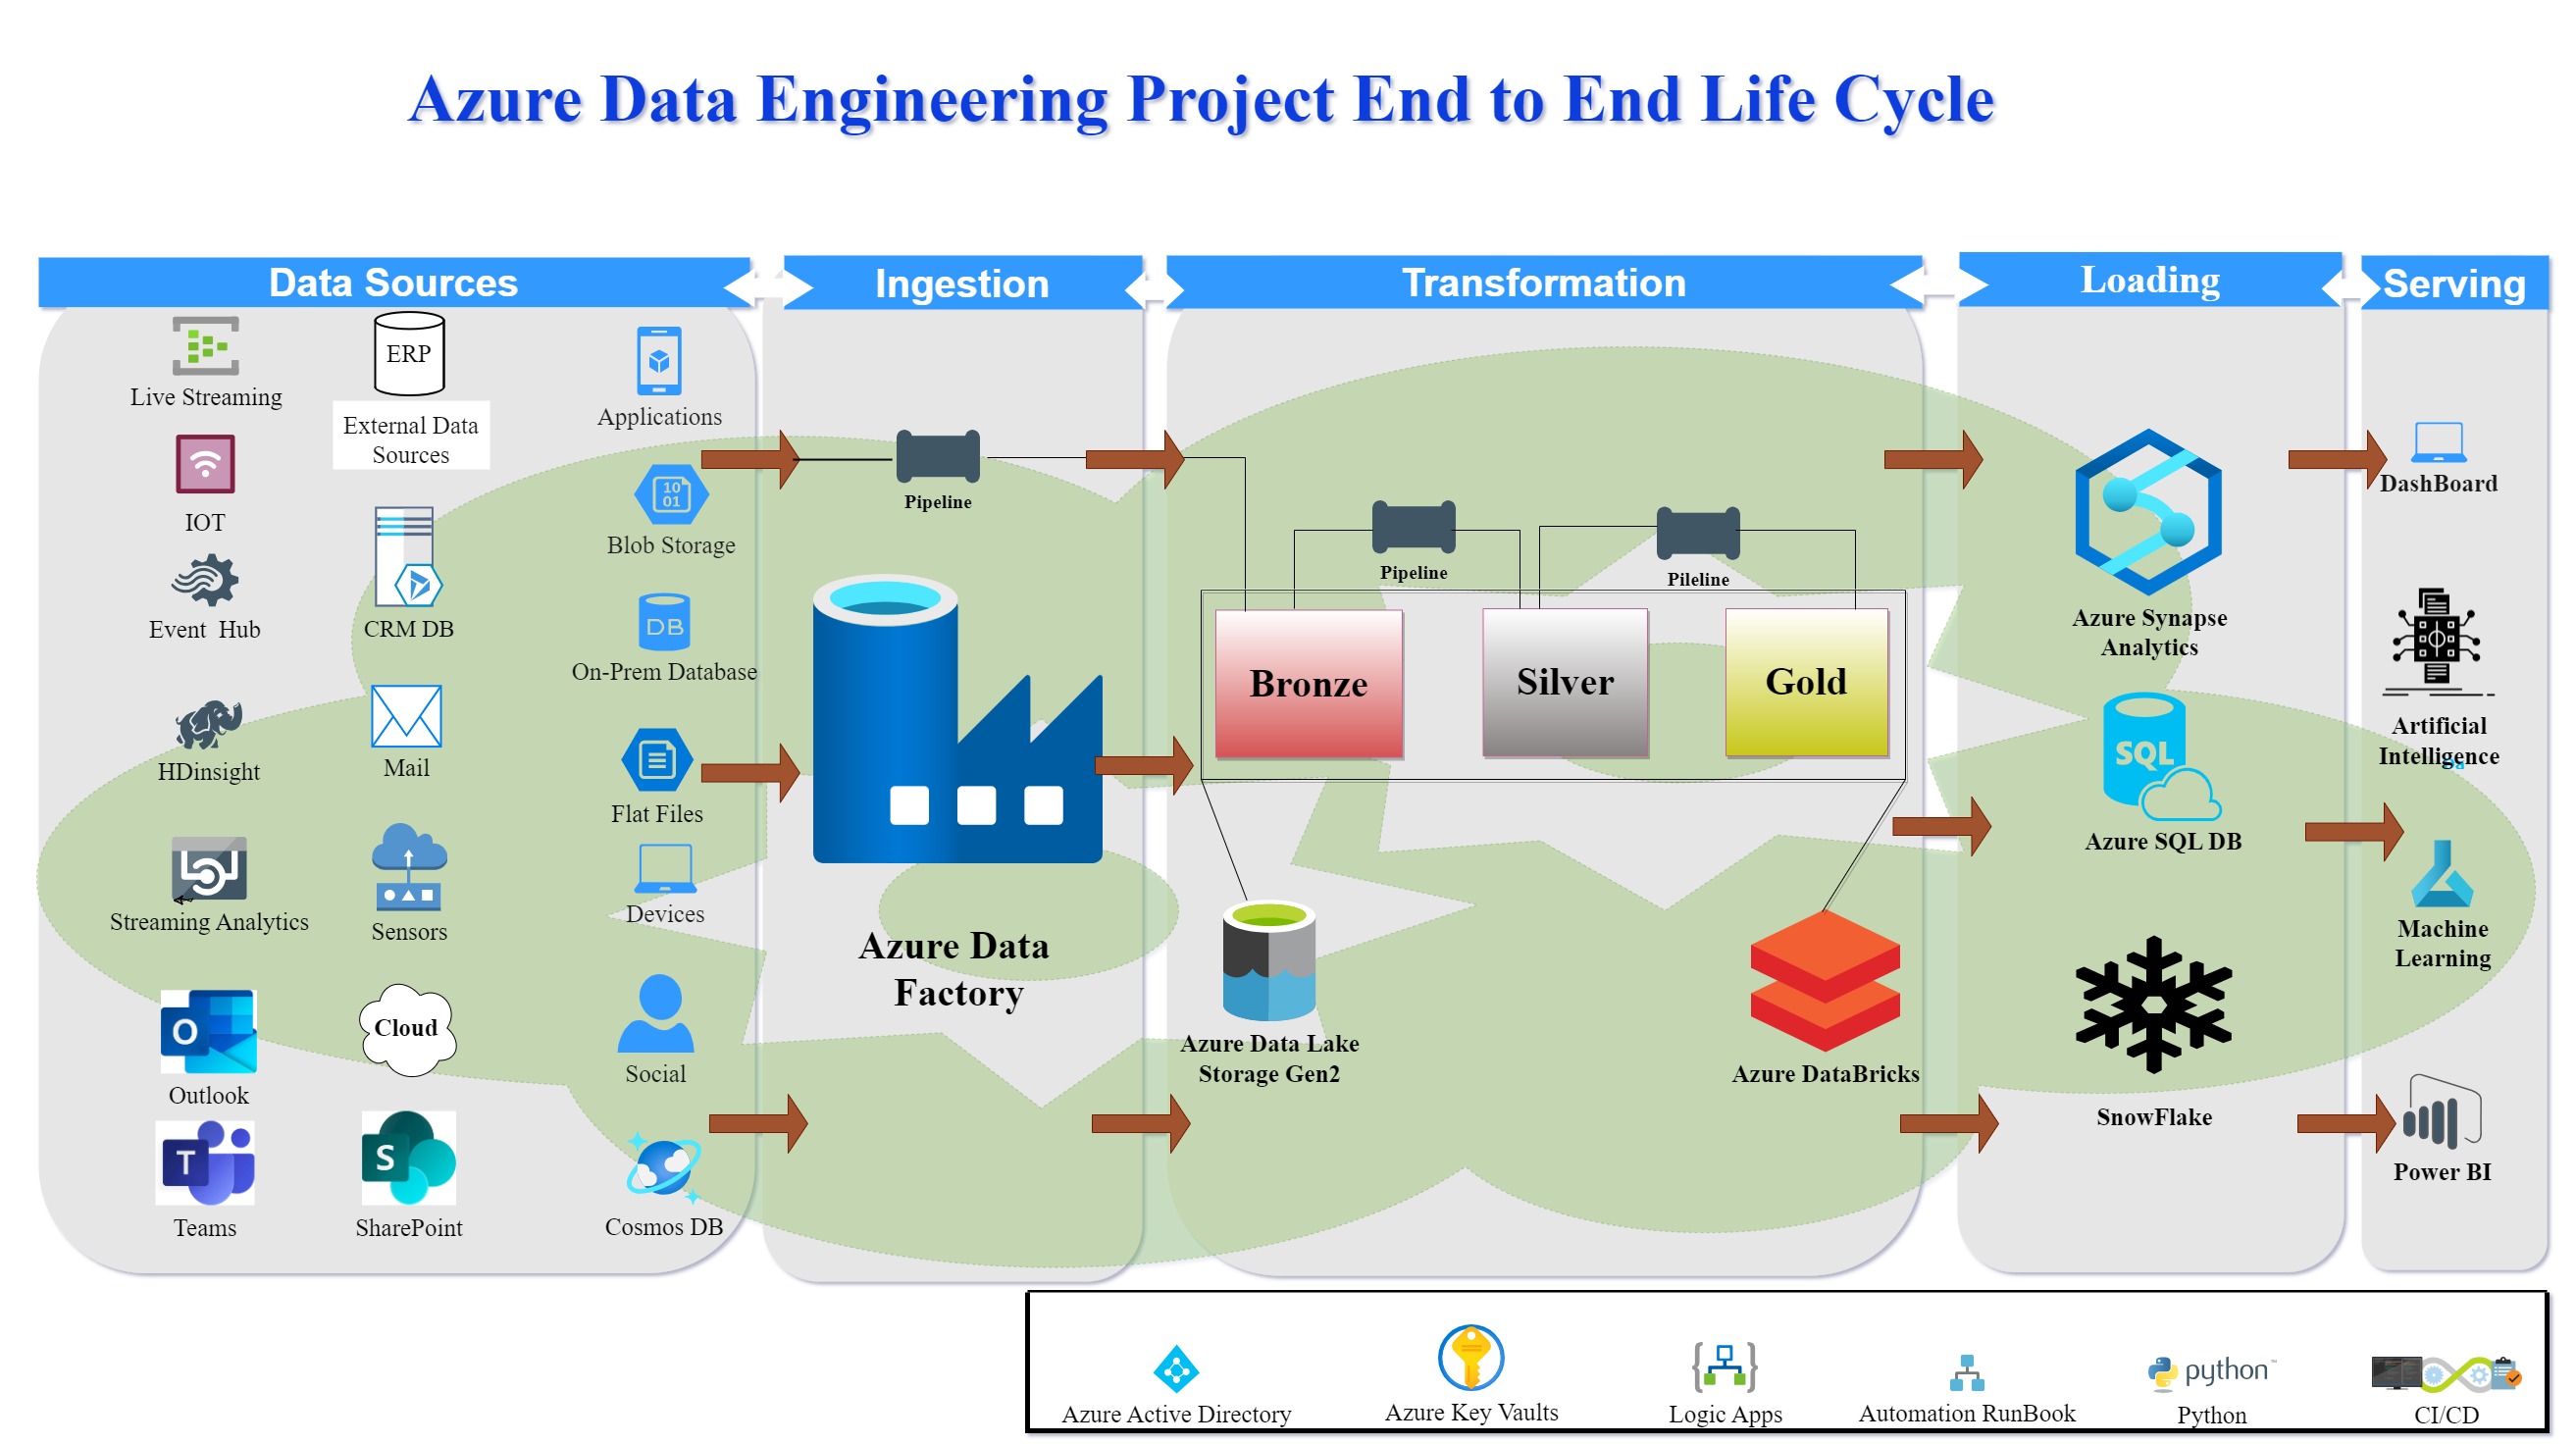 Azure Data Engineering Project End to End Life Cycle
Data Sources
Ingestion
Transformation
Loading
Serving
Live Streaming
IOT
Event  Hub
HDinsight
Streaming Analytics
O
Outlook
T
Teams
ERP
External Data
Sources
CRM DB
Mail
Sensors
Cloud
S
SharePoint
Applications
10
01
Blob Storage
DB
On-Prem Database
Flat Files
Devices
Social
Cosmos DB
Pipeline
Azure Data
Factory
Pipeline
Pileline
Bronze
Silver
Gold
Azure Data Lake
Storage Gen2
Azure DataBricks
Azure Synapse
Analytics
SQL
Azure SQL DB
SnowFlake
DashBoard
Artificial
Intelligence
Machine
Learning
Power BI
Azure Active Directory
Azure Key Vaults
Logic Apps
Automation RunBook
python™
Python
CI/CD